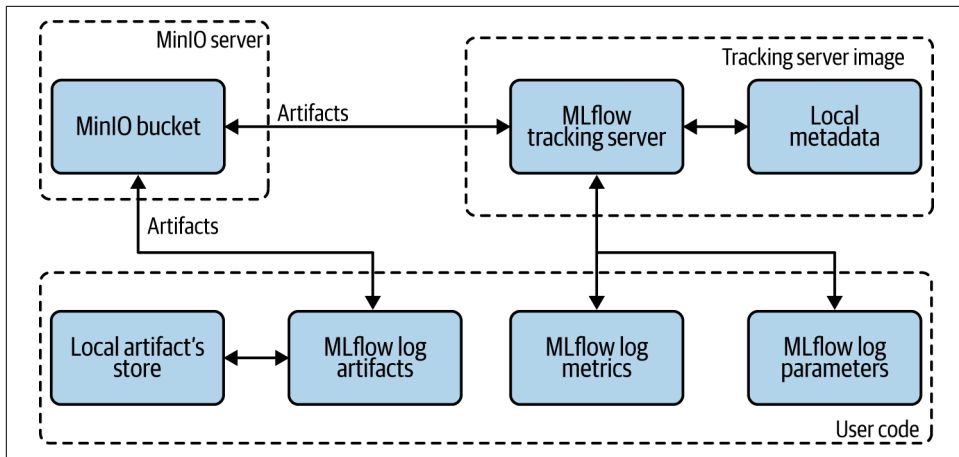 MinIO server
Tracking server image
MinIO bucket
Artifacts
MLflow
tracking server
Local
metadata
Artifacts
Local artifact's
store
MLflow log
artifacts
MLflow log
metrics
MLflow log
parameters
User code